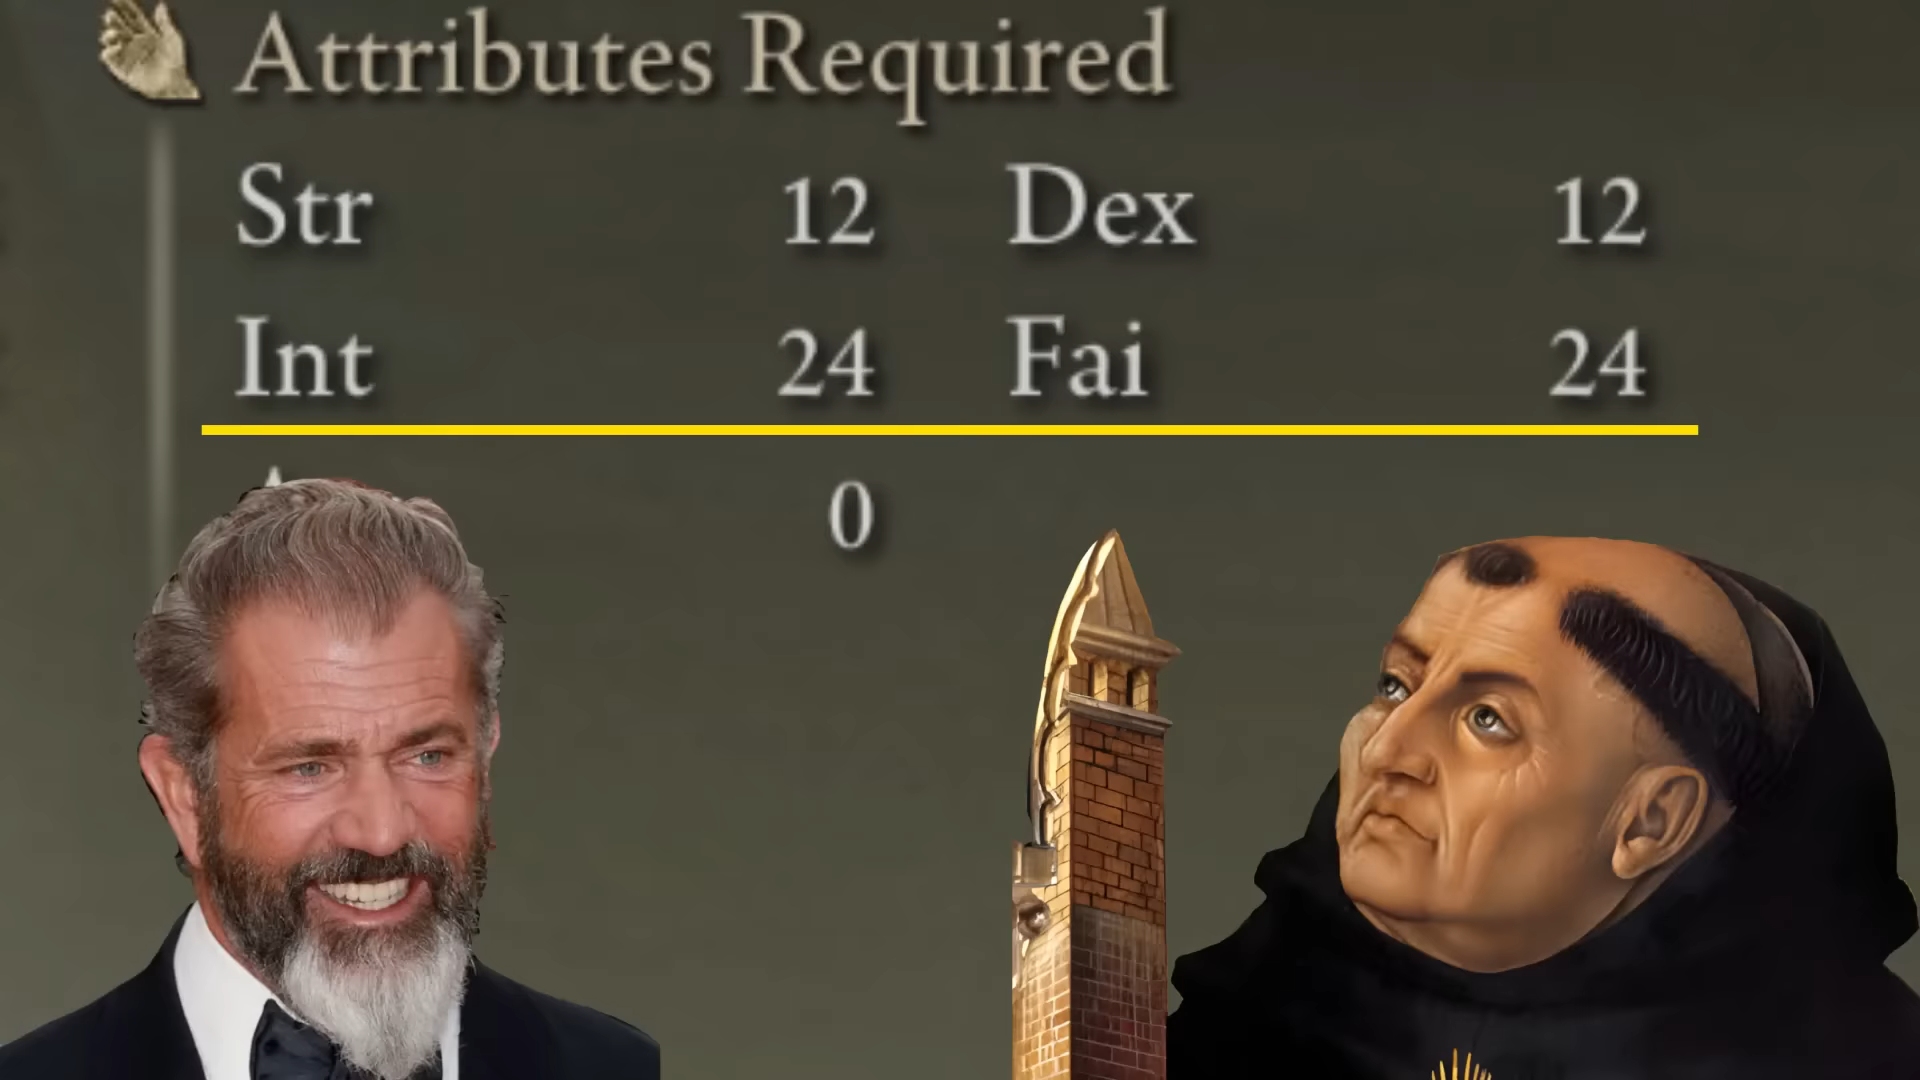 Attributes Required
Str 12 Dex 12
Int 24 Fai 24
0